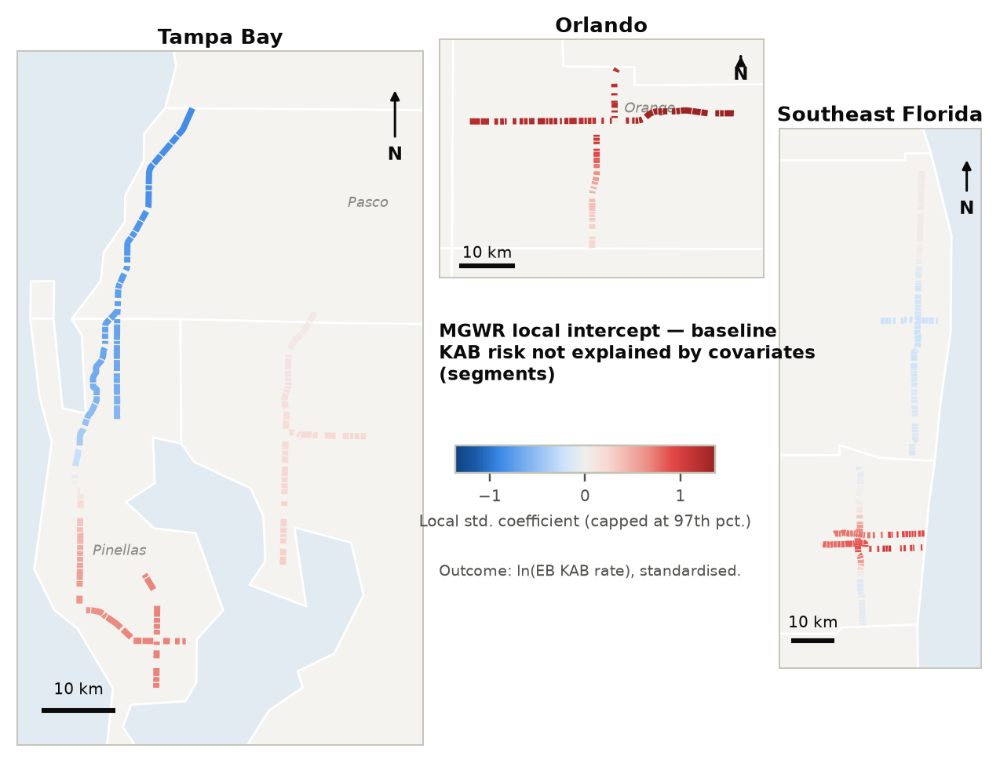 Tampa Bay
N
Pasco
Pinellas
10 km
Orlando
N
Orange
10 km
Southeast Florida
N
10 km
MGWR local intercept — baseline
KAB risk not explained by covariates
(segments)
−1 0 1
Local std. coefficient (capped at 97th pct.)
Outcome: ln(EB KAB rate), standardised.